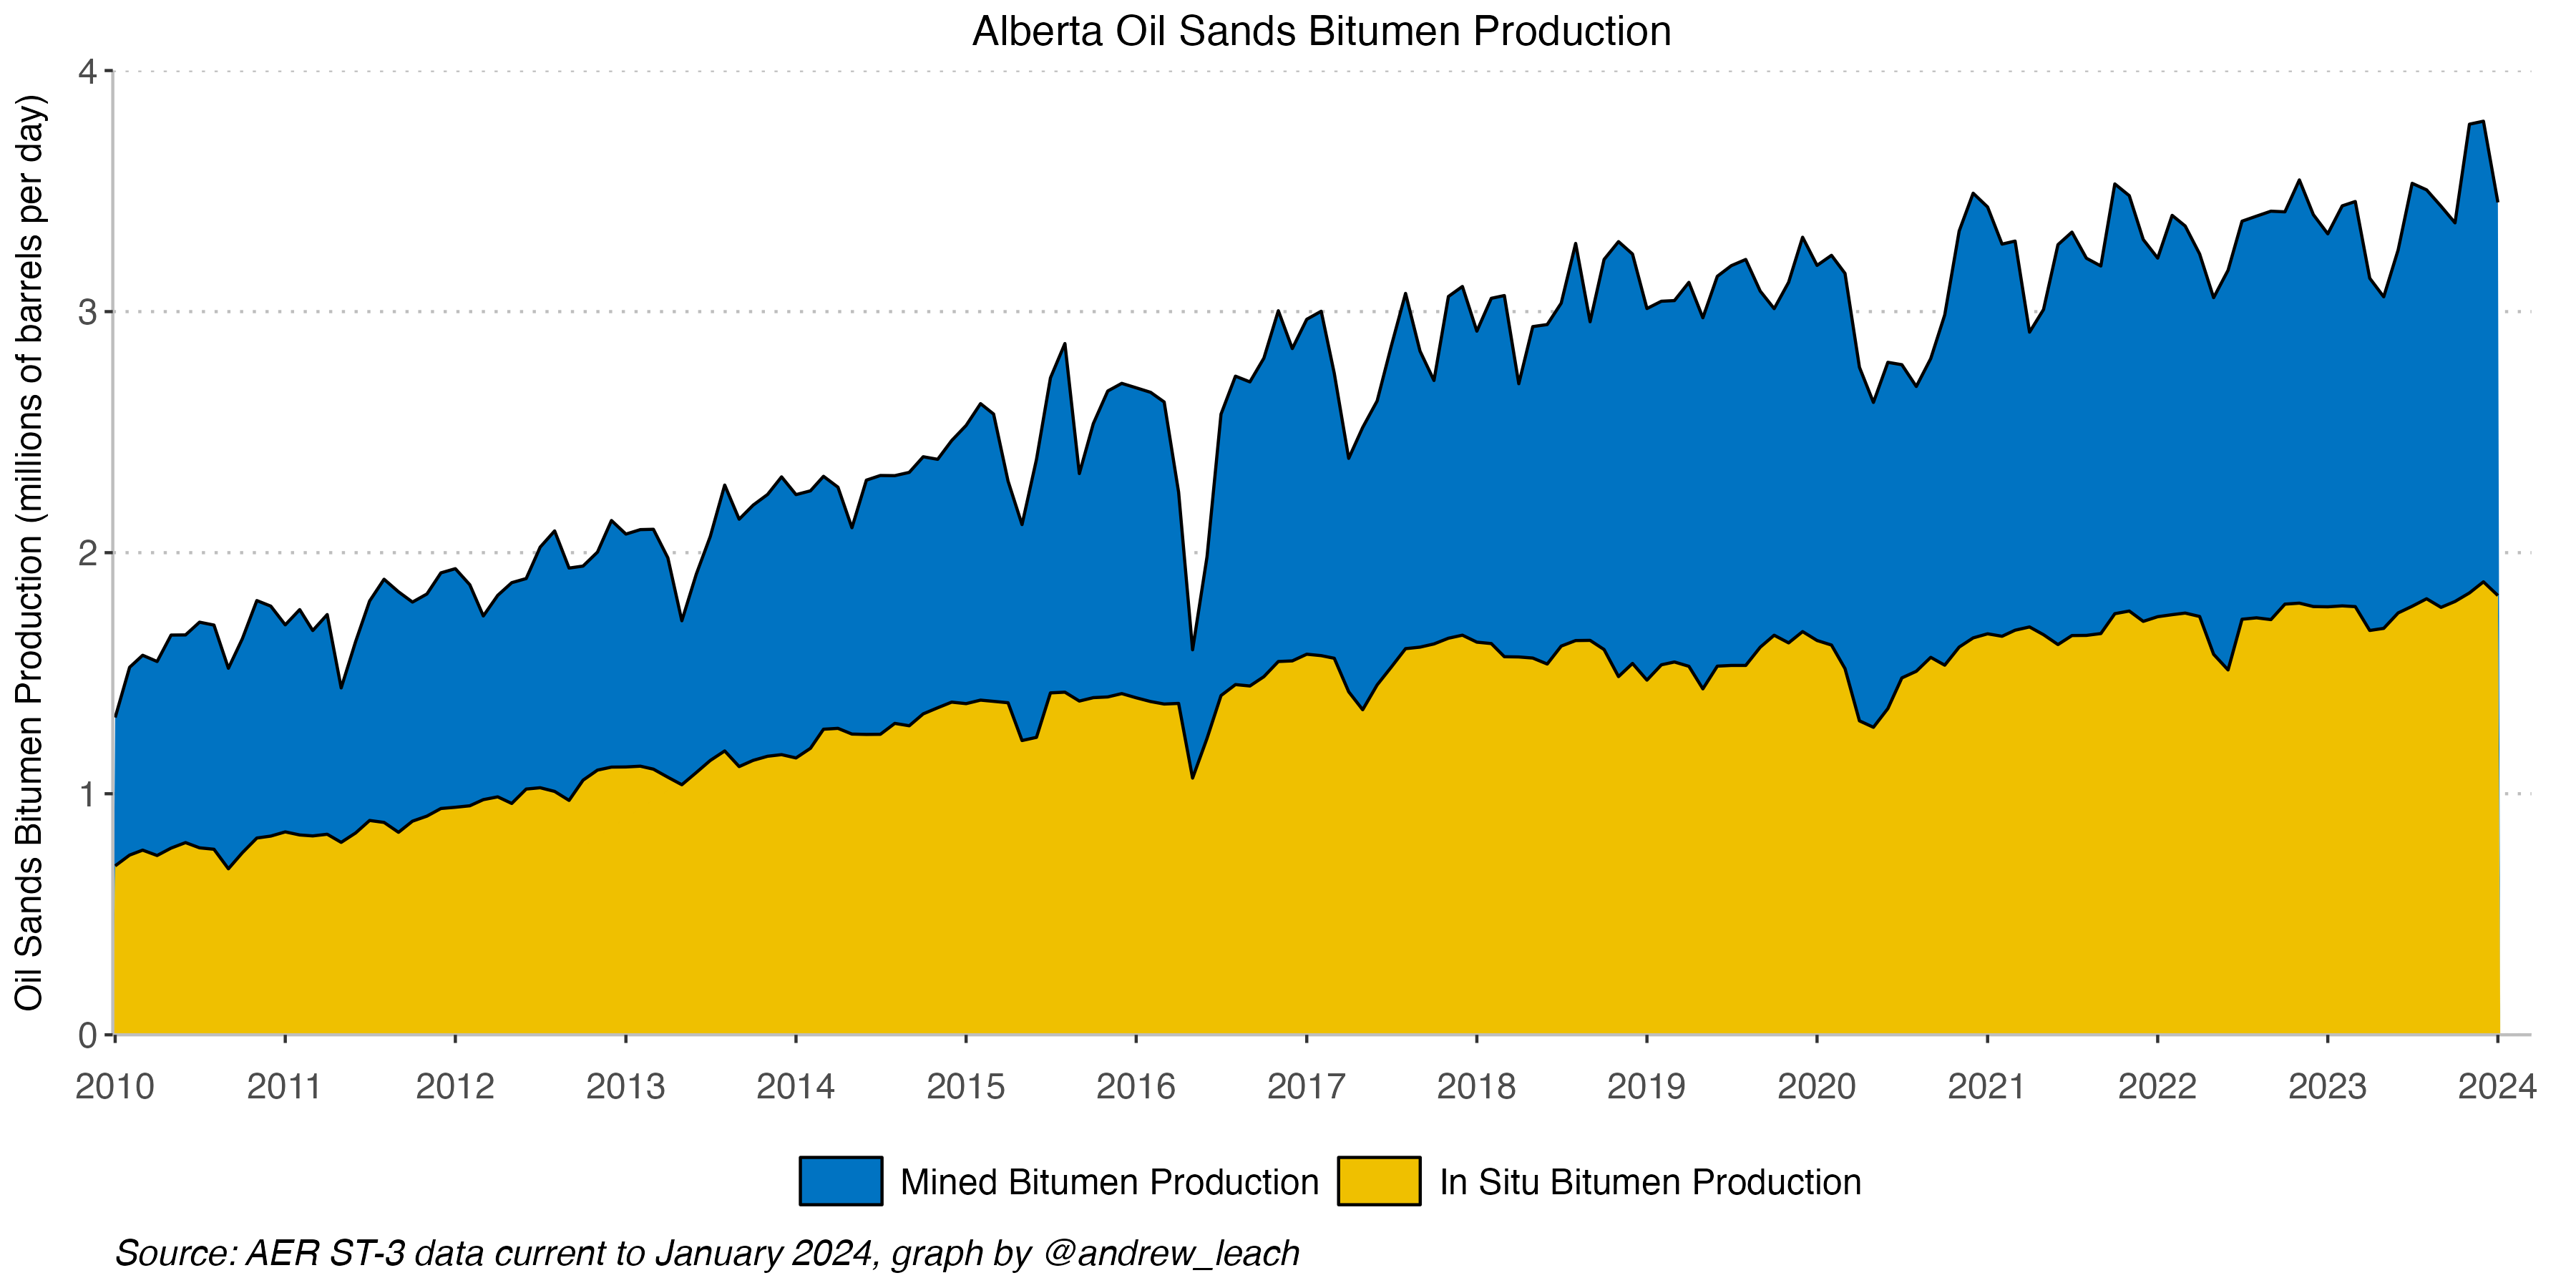 Alberta Oil Sands Bitumen Production
Oil Sands Bitumen Production (millions of barrels per day)
4
3
2
1
0
2010 2011 2012 2013 2014 2015 2016 2017 2018 2019 2020 2021 2022 2023 2024
Mined Bitumen Production In Situ Bitumen Production
Source: AER ST-3 data current to January 2024, graph by @andrew_leach